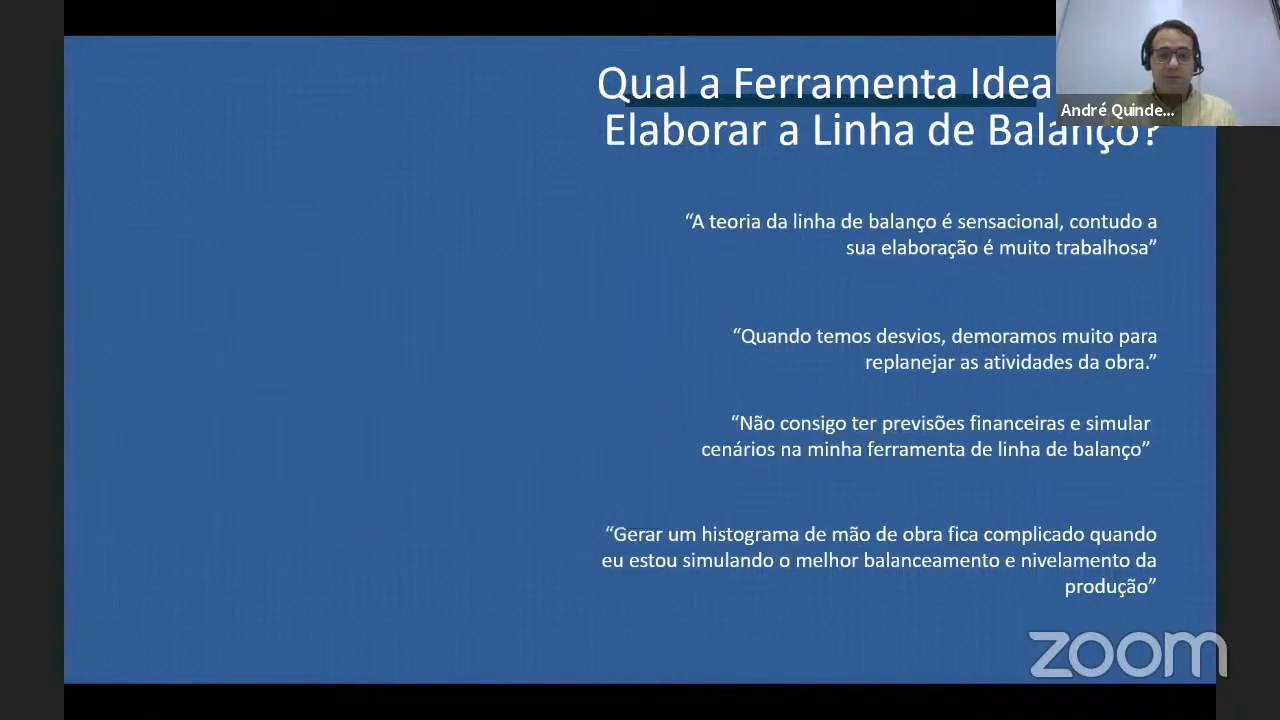 Qual a Ferramenta Idea
Elaborar a Linha de Balanço?
André Quinde...
“A teoria da linha de balanço é sensacional, contudo a
sua elaboração é muito trabalhosa”
“Quando temos desvios, demoramos muito para
replanejar as atividades da obra.”
“Não consigo ter previsões financeiras e simular
cenários na minha ferramenta de linha de balanço”
“Gerar um histograma de mão de obra fica complicado quando
eu estou simulando o melhor balanceamento e nivelamento da
produção”
zoom